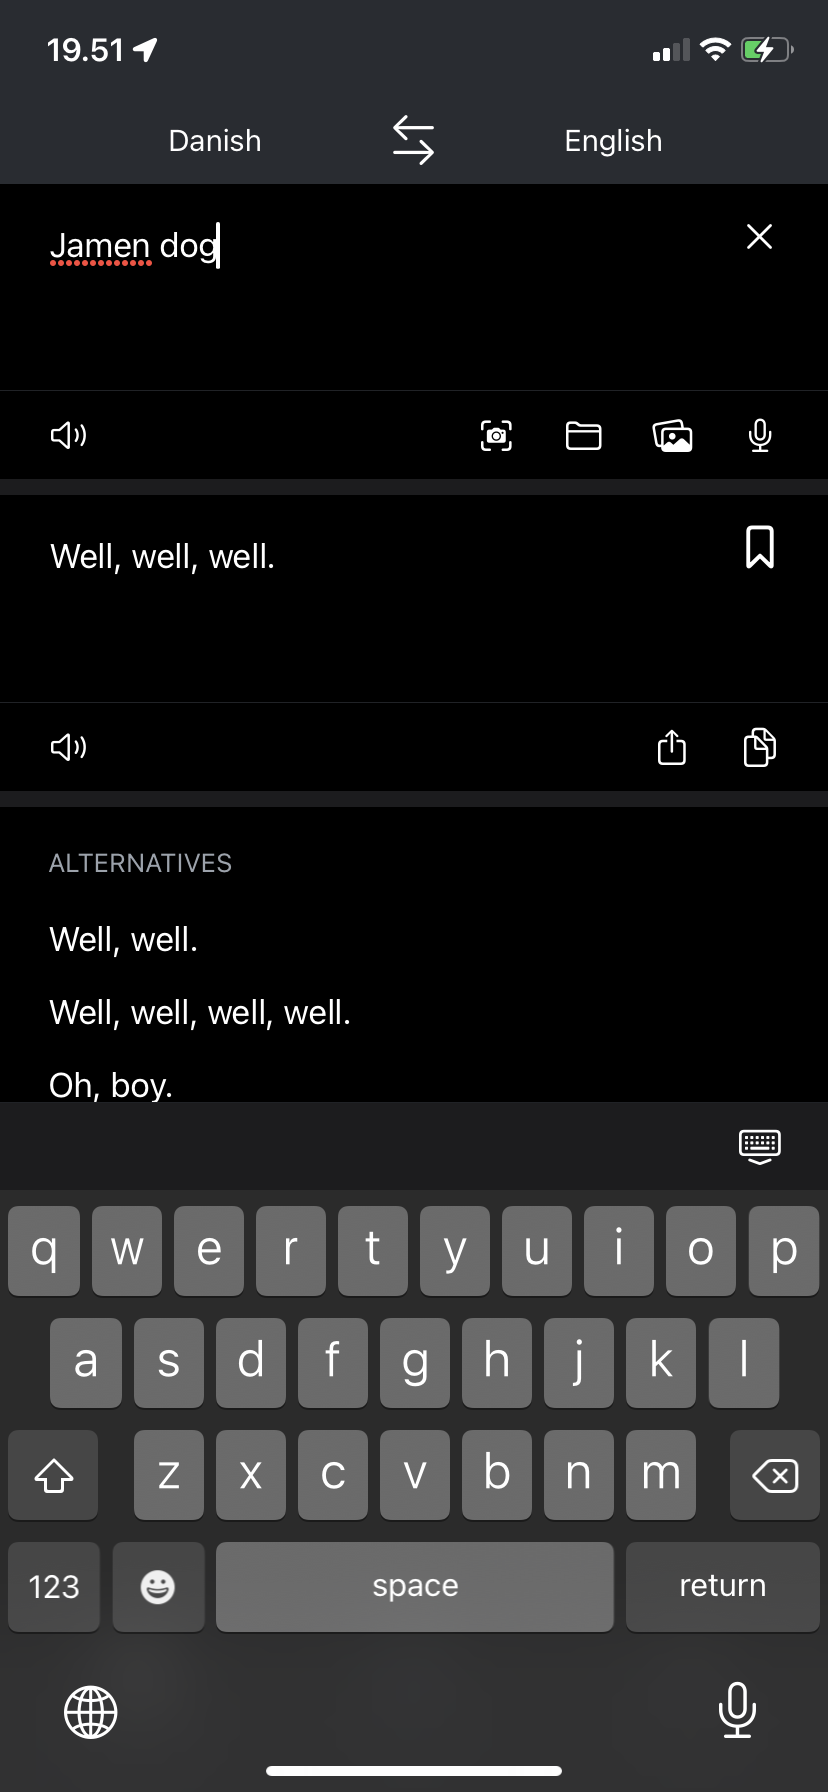 19.51
Danish English
Jamen dog
Well, well, well.
ALTERNATIVES
Well, well.
Well, well, well, well.
Oh, boy.
q w e r t y u i o p
a s d f g h j k l
z x c v b n m
123 space return